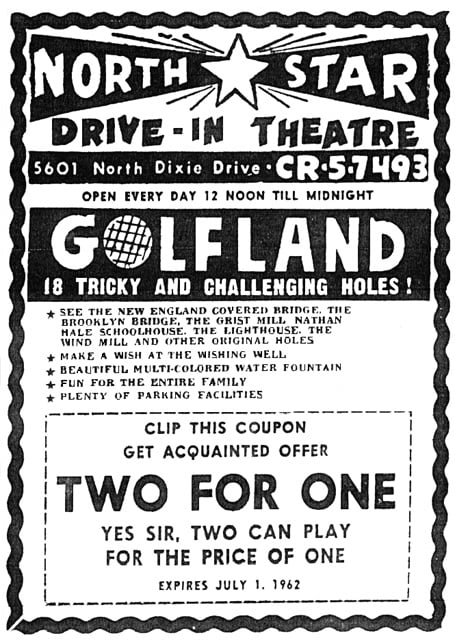 NORTH STAR
DRIVE-IN THEATRE
5601 North Dixie Drive • CR•5-7493
OPEN EVERY DAY 12 NOON TILL MIDNIGHT
GOLFLAND
18 TRICKY AND CHALLENGING HOLES!
★ SEE THE NEW ENGLAND COVERED BRIDGE, THE
BROOKLYN BRIDGE, THE GRIST MILL, NATHAN
HALE SCHOOLHOUSE, THE LIGHTHOUSE, THE
WIND MILL AND OTHER ORIGINAL HOLES
★ MAKE A WISH AT THE WISHING WELL
★ BEAUTIFUL MULTI-COLORED WATER FOUNTAIN
★ FUN FOR THE ENTIRE FAMILY
★ PLENTY OF PARKING FACILITIES
CLIP THIS COUPON
GET ACQUAINTED OFFER
TWO FOR ONE
YES SIR, TWO CAN PLAY
FOR THE PRICE OF ONE
EXPIRES JULY 1, 1962